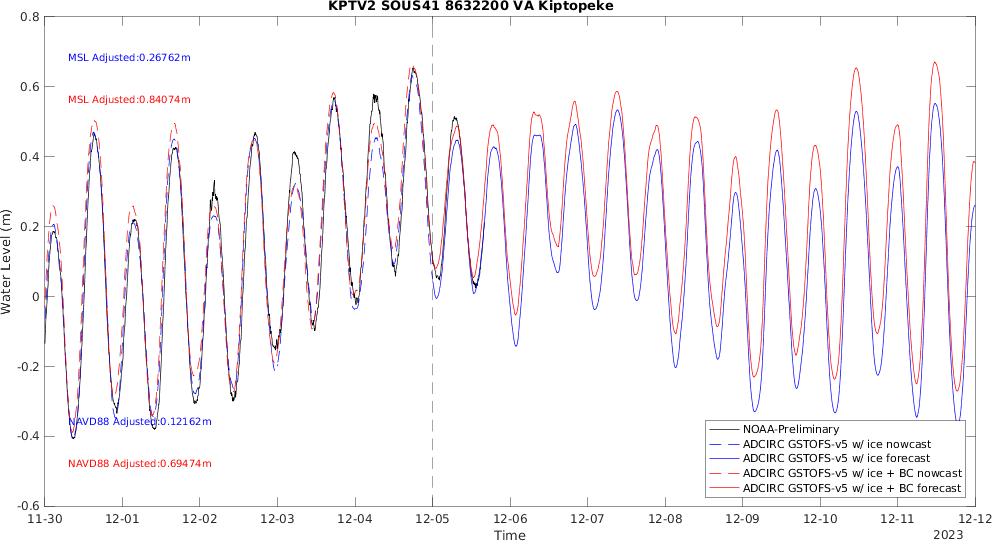 KPTV2 SOUS41 8632200 VA Kiptopeke
0.8
MSL Adjusted:0.26762m
0.6
MSL Adjusted:0.84074m
0.4
0.2
Water Level (m)
0
-0.2
NAVD88 Adjusted:0.12162m
-0.4
NAVD88 Adjusted:0.69474m
-0.6
NOAA-Preliminary
ADCIRC GSTOFS-v5 w/ ice nowcast
ADCIRC GSTOFS-v5 w/ ice forecast
ADCIRC GSTOFS-v5 w/ ice + BC nowcast
ADCIRC GSTOFS-v5 w/ ice + BC forecast
11-30 12-01 12-02 12-03 12-04 12-05 12-06 12-07 12-08 12-09 12-10 12-11 12-12
Time
2023